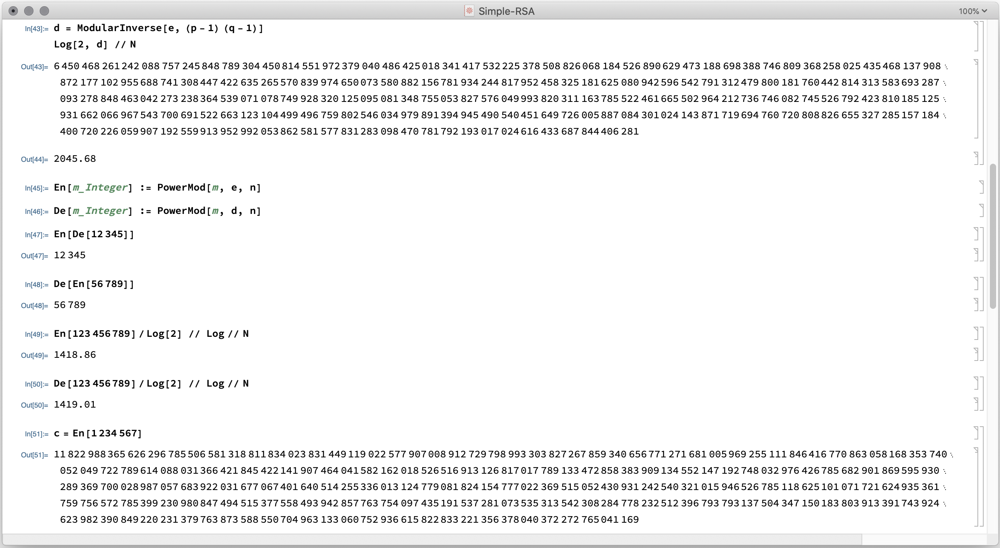 Simple-RSA
100%
In[43]:= d = ModularInverse[e, (p - 1) (q - 1)]
Log[2, d] // N
Out[43]= 6 450 468 261 242 088 757 245 848 789 304 450 814 551 972 379 040 486 425 018 341 417 532 225 378 508 826 068 184 526 890 629 473 188 698 388 746 809 368 258 025 435 468 137 908 ⋱
872 177 102 955 688 741 308 447 422 635 265 570 839 974 650 073 580 882 156 781 934 244 817 952 458 325 181 625 080 942 596 542 791 312 479 800 181 760 442 814 313 583 693 287 ⋱
093 278 848 463 042 273 238 364 539 071 078 749 928 320 125 095 081 348 755 053 827 576 049 993 820 311 163 785 522 461 665 502 964 212 736 746 082 745 526 792 423 810 185 125 ⋱
931 662 066 967 543 700 691 522 663 123 104 499 496 759 802 546 034 979 891 394 945 490 540 451 649 726 005 887 084 301 024 143 871 719 694 760 720 808 826 655 327 285 157 184 ⋱
400 720 226 059 907 192 559 913 952 992 053 862 581 577 831 283 098 470 781 792 193 017 024 616 433 687 844 406 281
Out[44]= 2045.68
In[45]:= En[m_Integer] := PowerMod[m, e, n]
In[46]:= De[m_Integer] := PowerMod[m, d, n]
In[47]:= En[De[12 345]]
Out[47]= 12 345
In[48]:= De[En[56 789]]
Out[48]= 56 789
In[49]:= En[123 456 789] / Log[2] // Log // N
Out[49]= 1418.86
In[50]:= De[123 456 789] / Log[2] // Log // N
Out[50]= 1419.01
In[51]:= c = En[1 234 567]
Out[51]= 11 822 988 365 626 296 785 506 581 318 811 834 023 831 449 119 022 577 907 008 912 729 798 993 303 827 267 859 340 656 771 271 681 005 969 255 111 846 416 770 863 058 168 353 740 ⋱
052 049 722 789 614 088 031 366 421 845 422 141 907 464 041 582 162 018 526 516 913 126 817 017 789 133 472 858 383 909 134 552 147 192 748 032 976 426 785 682 901 869 595 930 ⋱
289 369 700 028 987 057 683 922 031 677 067 401 640 514 255 336 013 124 779 081 824 154 777 022 369 515 052 430 931 242 540 321 015 946 526 785 118 625 101 071 721 624 935 361 ⋱
759 756 572 785 399 230 980 847 494 515 377 558 493 942 857 763 754 097 435 191 537 281 073 535 313 542 308 284 778 232 512 396 793 793 137 504 347 150 183 803 913 391 743 924 ⋱
623 982 390 849 220 231 379 763 873 588 550 704 963 133 060 752 936 615 822 833 221 356 378 040 372 272 765 041 169